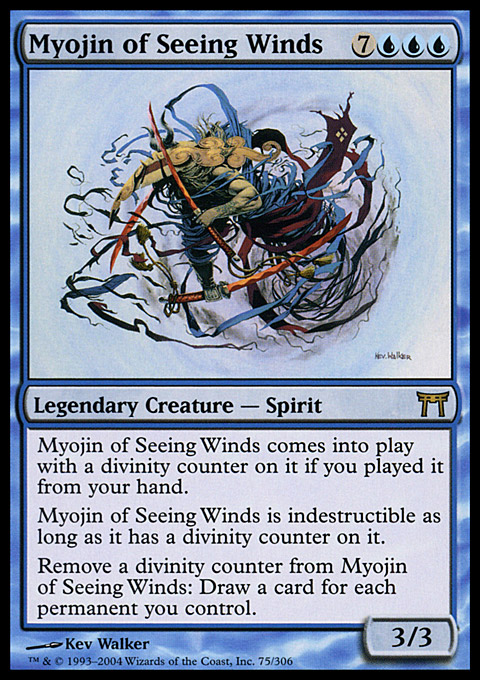 Myojin of Seeing Winds 7
KEV. WALKER
Legendary Creature — Spirit
Myojin of Seeing Winds comes into play
with a divinity counter on it if you played it
from your hand.
Myojin of Seeing Winds is indestructible as
long as it has a divinity counter on it.
Remove a divinity counter from Myojin
of Seeing Winds: Draw a card for each
permanent you control.
3/3
Kev Walker
™ & © 1993–2004 Wizards of the Coast, Inc. 75/306